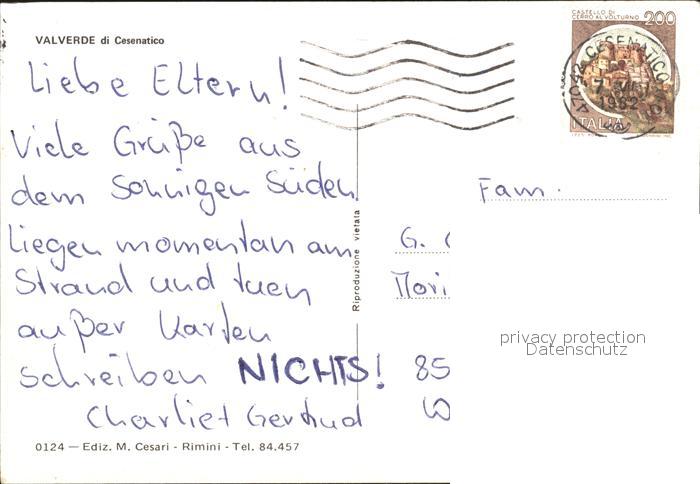 VALVERDE di Cesenatico
Liebe Eltern!
Viele Grüße aus
dem sonnigen Süden.
Liegen momentan am
Strand und tuen
außer Karten
schreiben NICHTS!
Charlie+ Gertrud
0124 — Ediz. M. Cesari - Rimini - Tel. 84.457
Riproduzione vietata
CASTELLO DI
CERRO AL VOLTURNO 200
ITALIA
CESENATICO
1982
Fam.
G.
Mori
85
privacy protection
Datenschutz